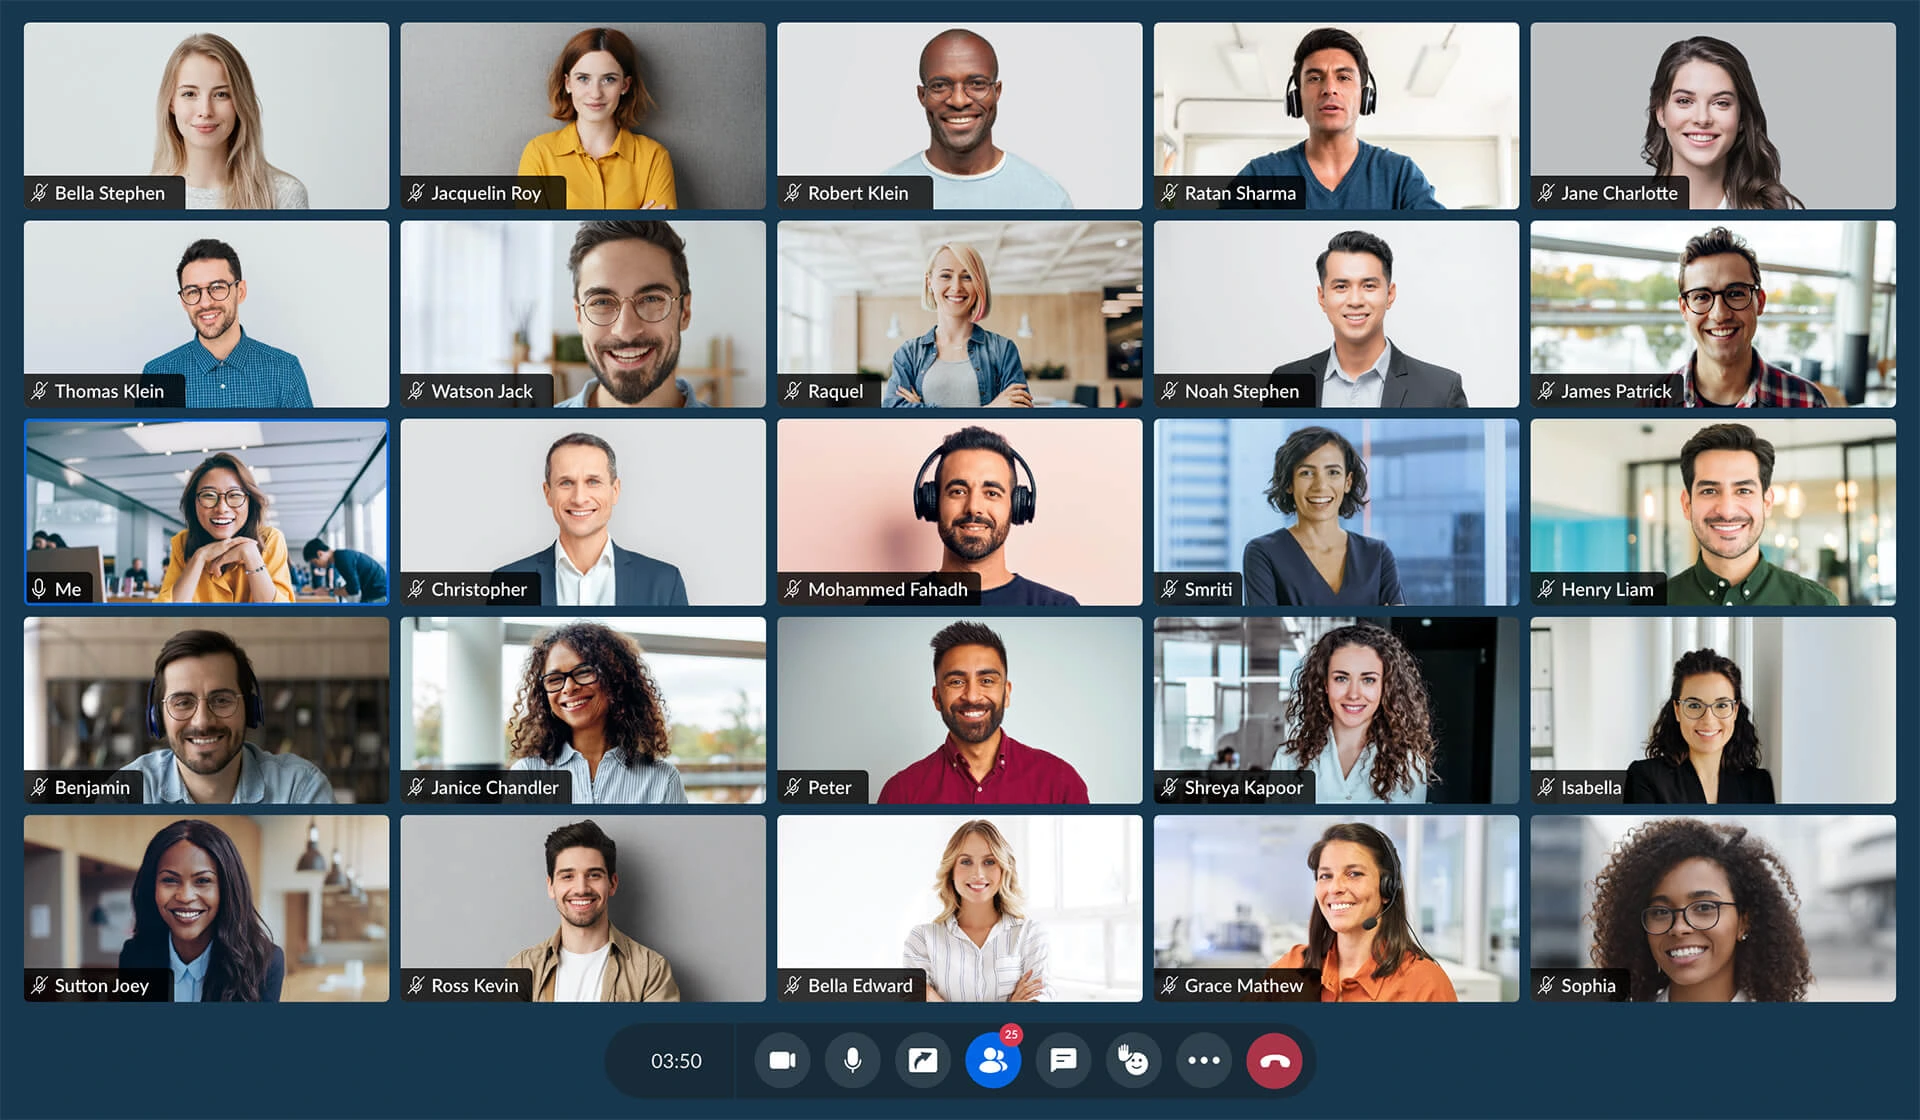 Bella Stephen
Jacquelin Roy
Robert Klein
Ratan Sharma
Jane Charlotte
Thomas Klein
Watson Jack
Raquel
Noah Stephen
James Patrick
Me
Christopher
Mohammed Fahadh
Smriti
Henry Liam
Benjamin
Janice Chandler
Peter
Shreya Kapoor
Isabella
Sutton Joey
Ross Kevin
Bella Edward
Grace Mathew
Sophia
03:50
25